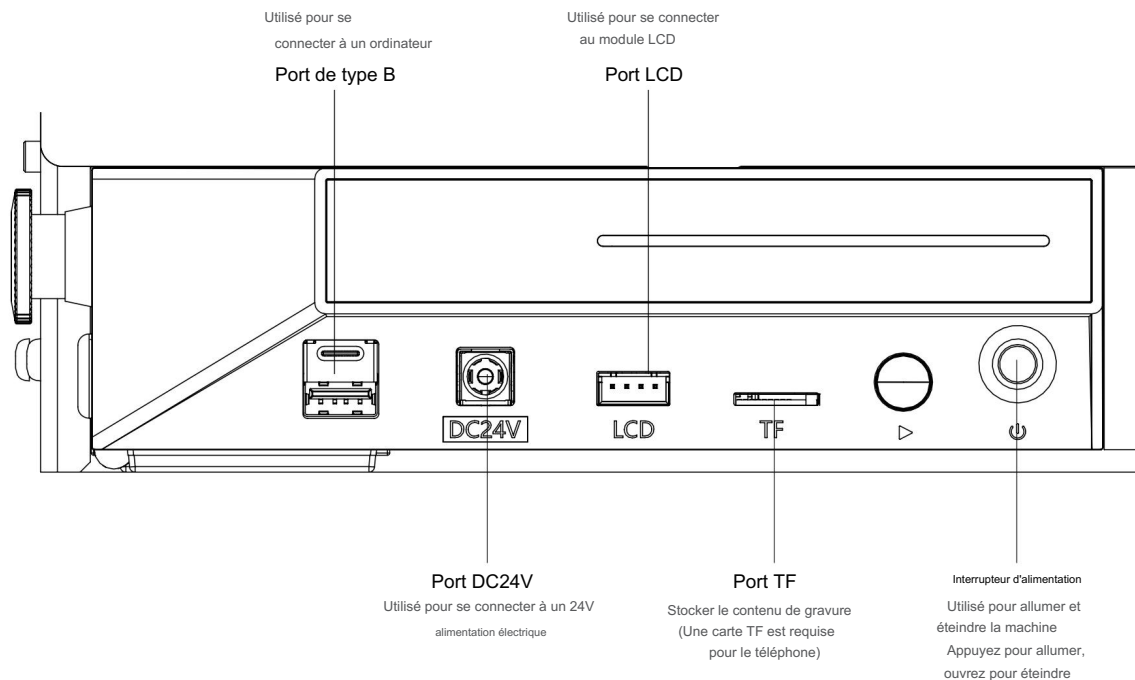 Utilisé pour se
connecter à un ordinateur
Port de type B
Utilisé pour se connecter
au module LCD
Port LCD
DC24V
LCD
TF
Port DC24V
Utilisé pour se connecter à un 24V
alimentation électrique
Port TF
Stocker le contenu de gravure
(Une carte TF est requise
pour le téléphone)
Interrupteur d'alimentation
Utilisé pour allumer et
éteindre la machine
Appuyez pour allumer,
ouvrez pour éteindre